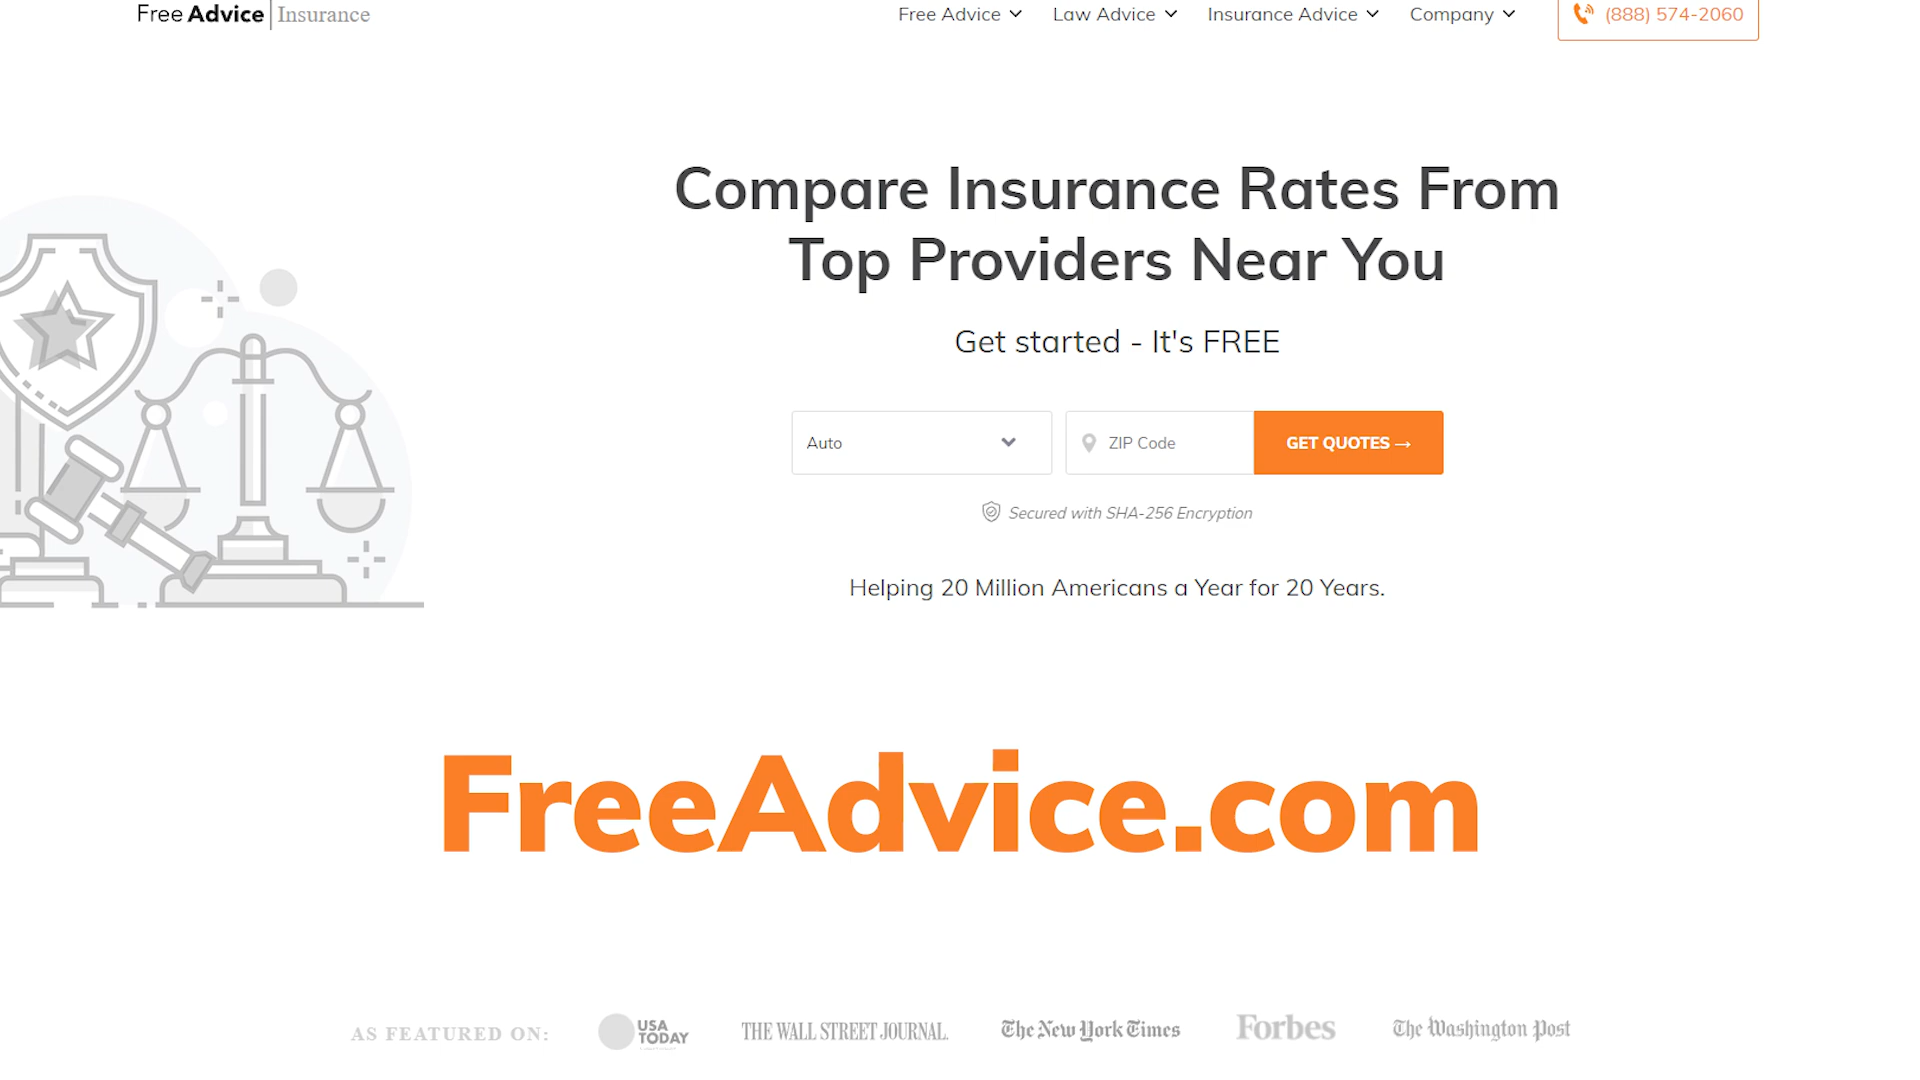 Free Advice | Insurance
Free Advice
Law Advice
Insurance Advice
Company
(888) 574-2060
Compare Insurance Rates From
Top Providers Near You
Get started - It's FREE
Auto
ZIP Code
GET QUOTES →
Secured with SHA-256 Encryption
Helping 20 Million Americans a Year for 20 Years.
FreeAdvice.com
AS FEATURED ON:
USA
TODAY
THE WALL STREET JOURNAL.
The New York Times
Forbes
The Washington Post